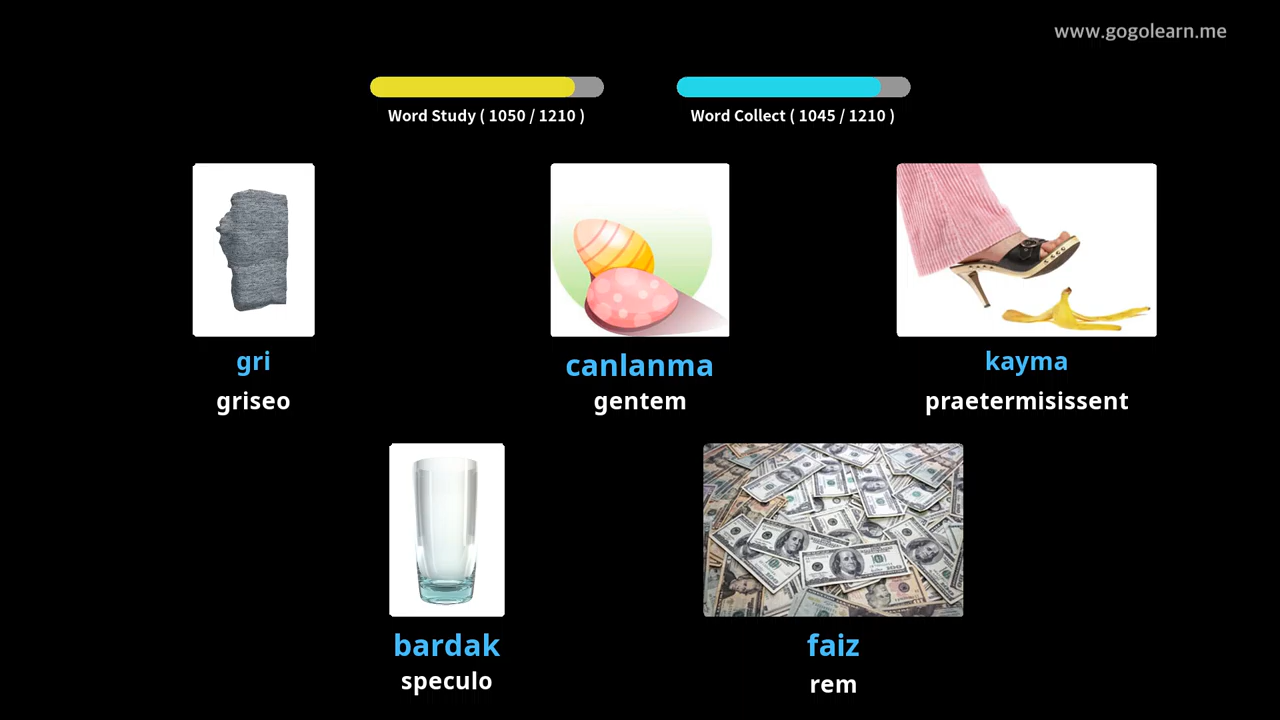 www.gogolearn.me
Word Study ( 1050 / 1210 )
Word Collect ( 1045 / 1210 )
gri
griseo
canlanma
gentem
kayma
praetermisissent
bardak
speculo
faiz
rem